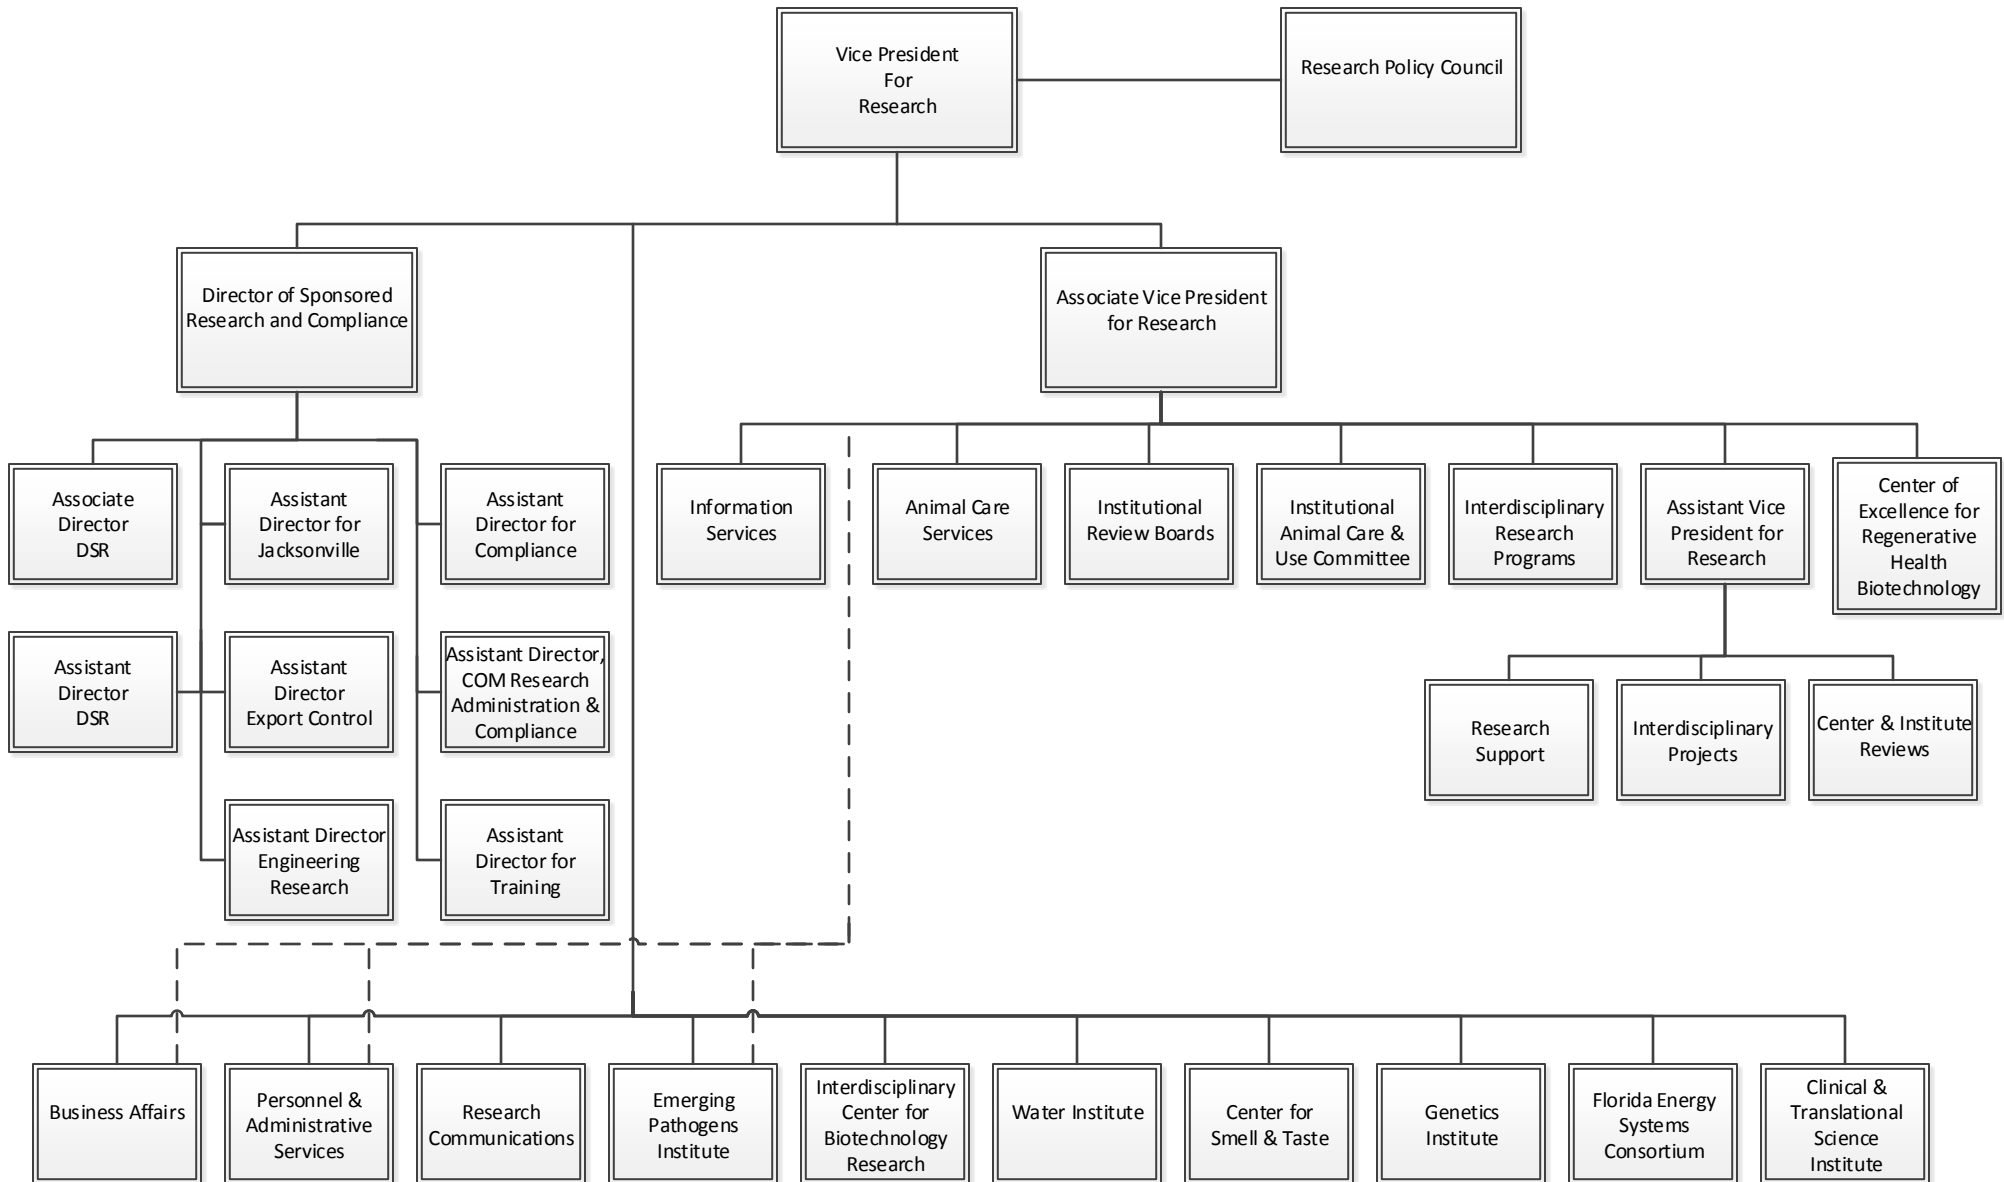 Vice President
For
Research
Research Policy Council
Director of Sponsored
Research and Compliance
Associate Vice President
for Research
Associate
Director
DSR
Assistant
Director for
Jacksonville
Assistant
Director for
Compliance
Information
Services
Animal Care
Services
Institutional
Review Boards
Institutional
Animal Care &
Use Committee
Interdisciplinary
Research
Programs
Assistant Vice
President for
Research
Center of
Excellence for
Regenerative
Health
Biotechnology
Assistant
Director
DSR
Assistant
Director
Export Control
Assistant Director,
COM Research
Administration &
Compliance
Research
Support
Interdisciplinary
Projects
Center & Institute
Reviews
Assistant Director
Engineering
Research
Assistant
Director for
Training
Business Affairs
Personnel &
Administrative
Services
Research
Communications
Emerging
Pathogens
Institute
Interdisciplinary
Center for
Biotechnology
Research
Water Institute
Center for
Smell & Taste
Genetics
Institute
Florida Energy
Systems
Consortium
Clinical &
Translational
Science
Institute